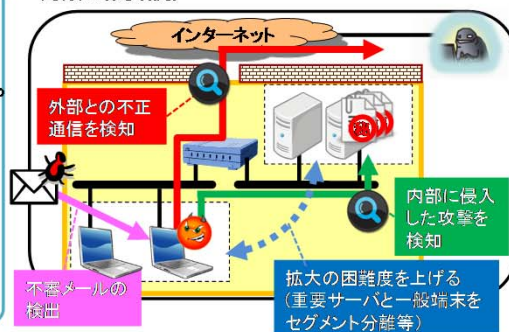 インターネット
外部との不正
通信を検知
内部に侵入
した攻撃を
検知
不審メールの
検出
拡大の困難度を上げる
(重要サーバと一般端末を
セグメント分離等)